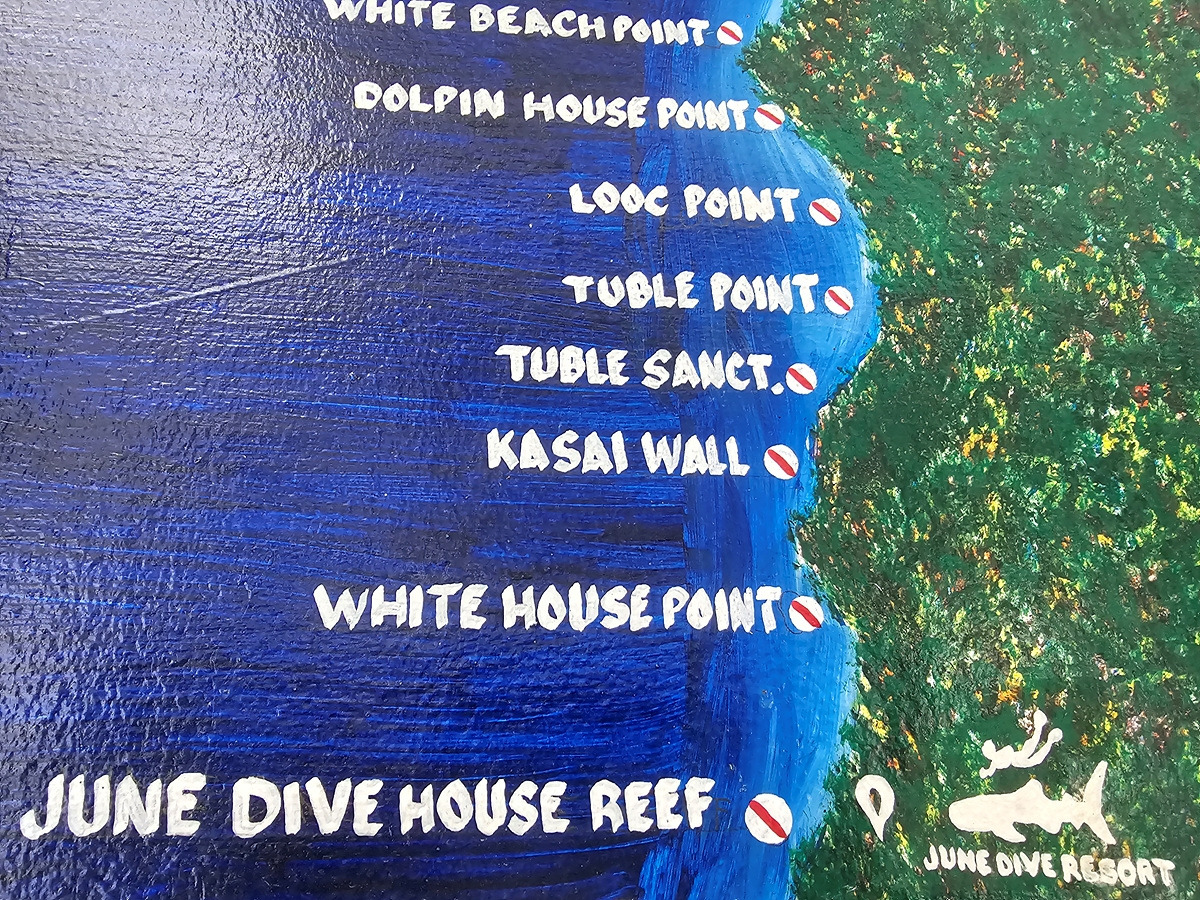 WHITE BEACH POINT
DOLPIN HOUSE POINT
LOOC POINT
TUBLE POINT
TUBLE SANCT.
KASAI WALL
WHITE HOUSE POINT
JUNE DIVE HOUSE REEF
JUNE DIVE RESORT